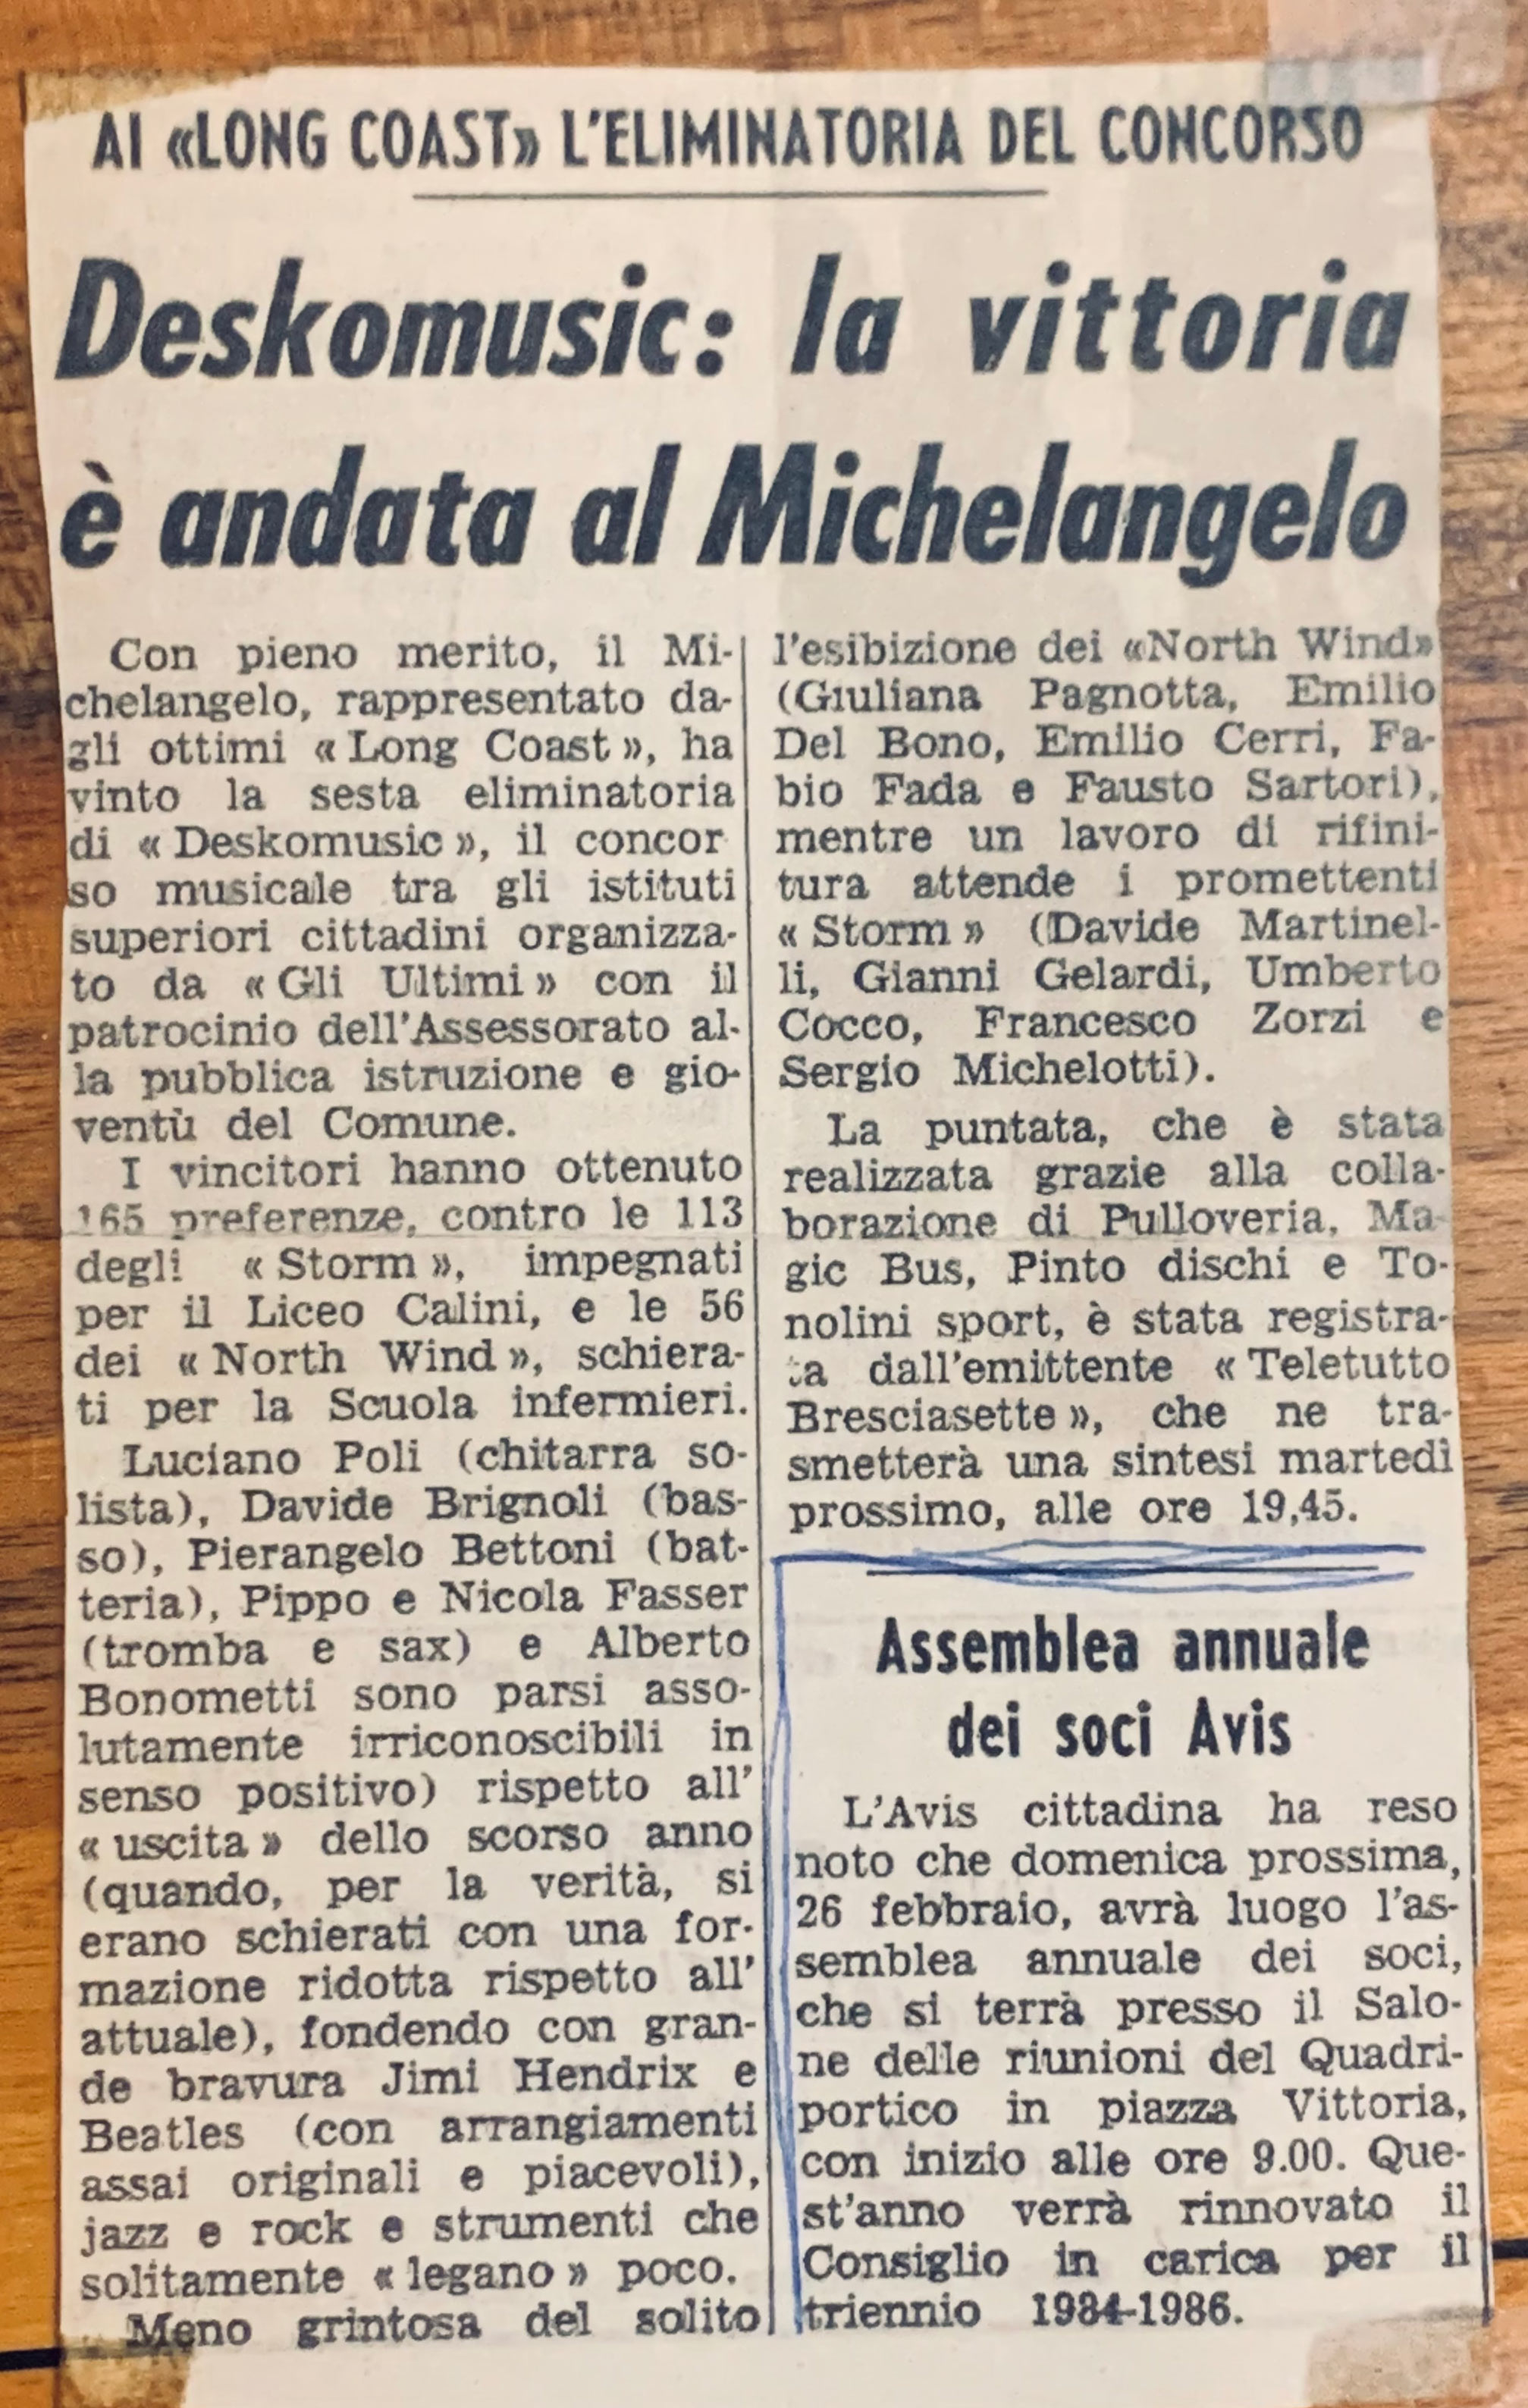 AI «LONG COAST» L'ELIMINATORIA DEL CONCORSO
Deskomusic: la vittoria
è andata al Michelangelo
Con pieno merito, il Mi-
chelangelo, rappresentato da-
gli ottimi «Long Coast», ha
vinto la sesta eliminatoria
di «Deskomusic», il concor
so musicale tra gli istituti
superiori cittadini organizza-
to da «Gli Ultimi» con il
patrocinio dell'Assessorato al-
la pubblica istruzione e gio-
ventù del Comune.
I vincitori hanno ottenuto
165 preferenze, contro le 113
degli «Storm», impegnati
per il Liceo Calini, e le 56
dei «North Wind», schiera-
ti per la Scuola infermieri.
Luciano Poli (chitarra so-
lista), Davide Brignoli (bas-
so), Pierangelo Bettoni (bat-
teria), Pippo e Nicola Fasser
(tromba e sax) e Alberto
Bonometti sono parsi asso-
lutamente irriconoscibili in
senso positivo) rispetto all'
«uscita» dello scorso anno
(quando, per la verità, si
erano schierati con una for-
mazione ridotta rispetto all'
attuale), fondendo con gran-
de bravura Jimi Hendrix e
Beatles (con arrangiamenti
assai originali e piacevoli),
jazz e rock e strumenti che
solitamente «legano» poco.
Meno grintosa del solito
l'esibizione dei «North Wind»
(Giuliana Pagnotta, Emilio
Del Bono, Emilio Cerri, Fa-
bio Fada e Fausto Sartori),
mentre un lavoro di rifini-
tura attende i promettenti
«Storm» (Davide Martinel-
li, Gianni Gelardi, Umberto
Cocco, Francesco Zorzi e
Sergio Michelotti).
La puntata, che è stata
realizzata grazie alla colla-
borazione di Pulloveria, Ma-
gic Bus, Pinto dischi e To-
nolini sport, è stata registra-
ta dall'emittente «Teletutto
Bresciasette», che ne tra-
smetterà una sintesi martedì
prossimo, alle ore 19,45.
Assemblea annuale
dei soci Avis
L'Avis cittadina ha reso
noto che domenica prossima,
26 febbraio, avrà luogo l'as-
semblea annuale dei soci,
che si terrà presso il Salo-
ne delle riunioni del Quadri-
portico in piazza Vittoria,
con inizio alle ore 9.00. Que-
st'anno verrà rinnovato il
Consiglio in carica per il
triennio 1984-1986.